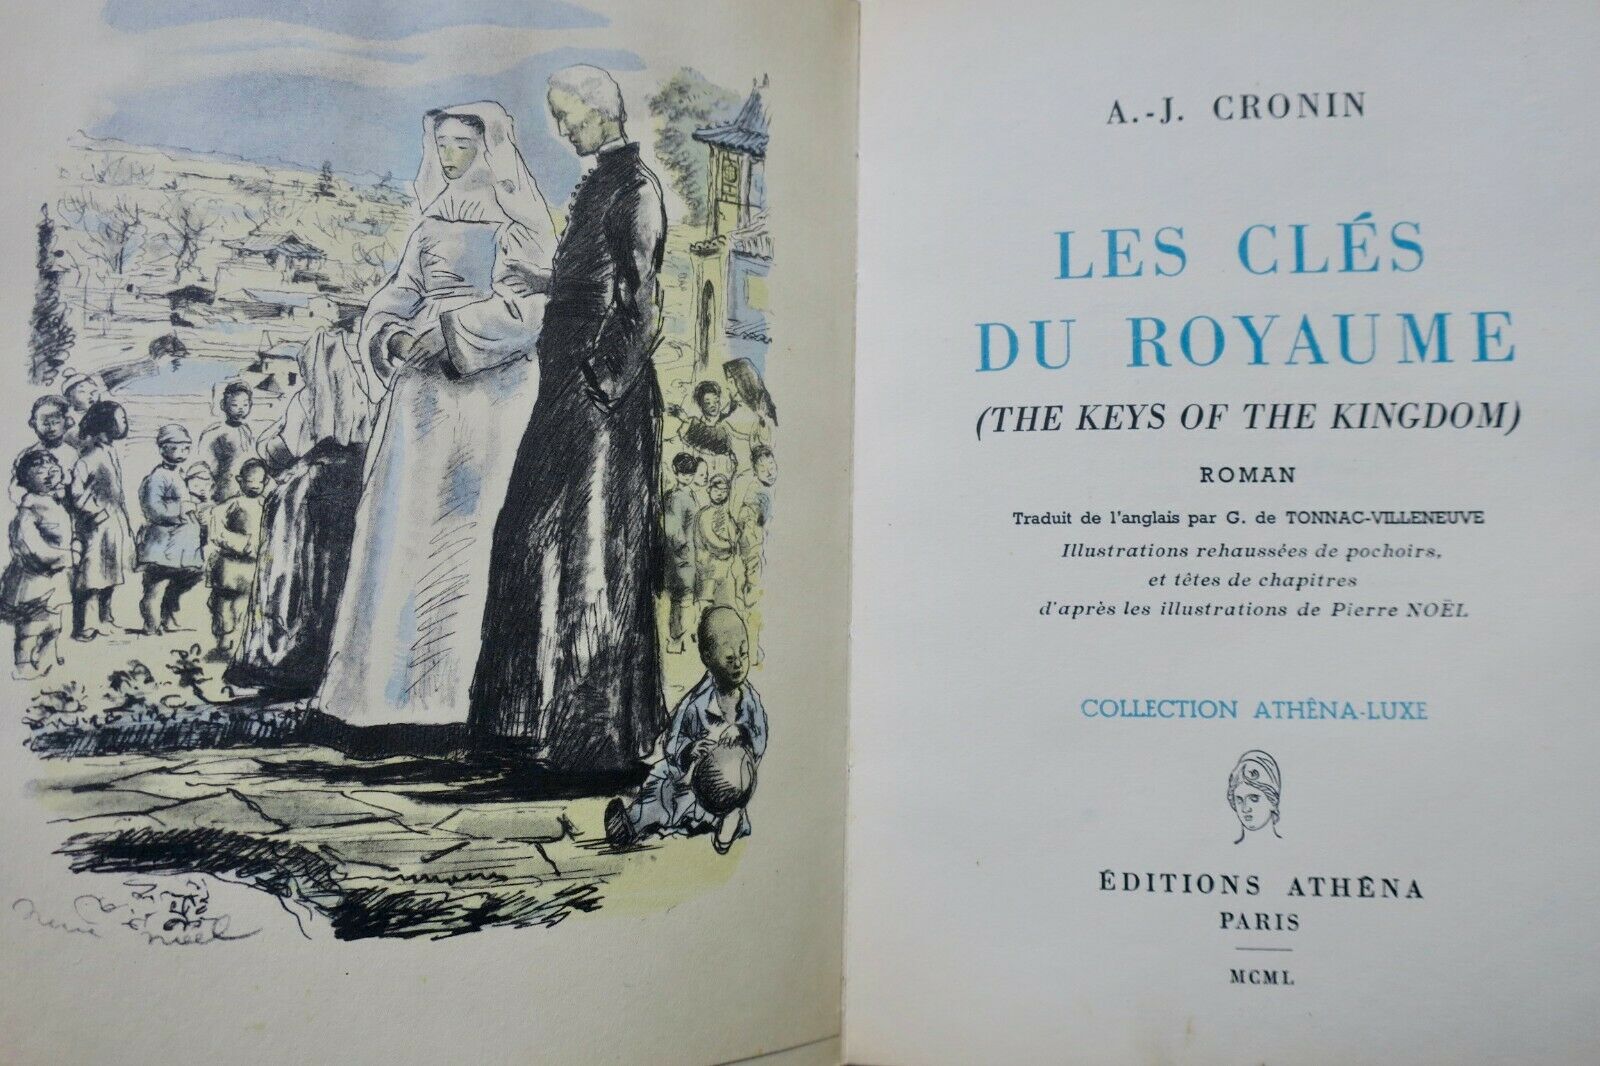 A.-J. CRONIN
LES CLÉS
DU ROYAUME
(THE KEYS OF THE KINGDOM)
ROMAN
Traduit de l'anglais par G. de TONNAC-VILLENEUVE
Illustrations rehaussées de pochoirs,
et têtes de chapitres
d'après les illustrations de Pierre NOËL
COLLECTION ATHÊNA-LUXE
ÉDITIONS ATHÊNA
PARIS
MCML